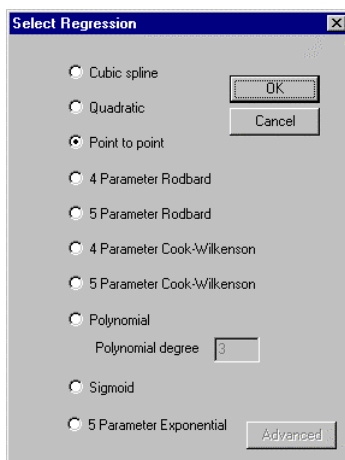 Select Regression
Cubic spline
OK
Quadratic
Cancel
Point to point
4 Parameter Rodbard
5 Parameter Rodbard
4 Parameter Cook-Wilkenson
5 Parameter Cook-Wilkenson
Polynomial
Polynomial degree 3
Sigmoid
5 Parameter Exponential
Advanced